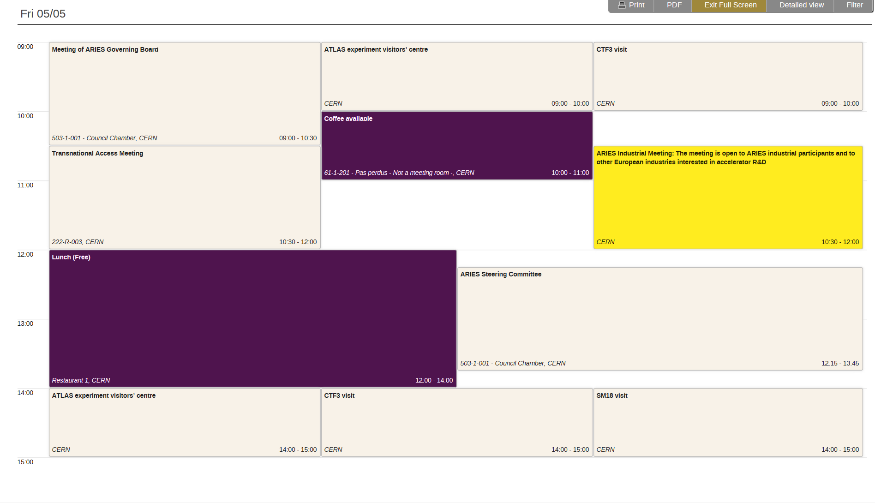 Fri 05/05
Print PDF Exit Full Screen Detailed view Filter
09:00
Meeting of ARIES Governing Board
503-1-001 - Council Chamber, CERN 09:00 - 10:30
ATLAS experiment visitors' centre
CERN 09:00 - 10:00
CTF3 visit
CERN 09:00 - 10:00
10:00
Coffee available
61-1-201 - Pas perdus - Not a meeting room -, CERN 10:00 - 11:00
Transnational Access Meeting
222-R-003, CERN 10:30 - 12:00
ARIES Industrial Meeting: The meeting is open to ARIES industrial participants and to
other European industries interested in accelerator R&D
CERN 10:30 - 12:00
11:00
12:00
Lunch (Free)
Restaurant 1, CERN 12:00 - 14:00
ARIES Steering Committee
503-1-001 - Council Chamber, CERN 12:15 - 13:45
13:00
14:00
ATLAS experiment visitors' centre
CERN 14:00 - 15:00
CTF3 visit
CERN 14:00 - 15:00
SM18 visit
CERN 14:00 - 15:00
15:00